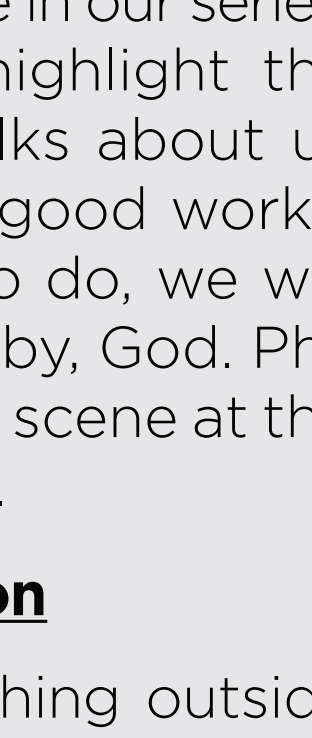 e in our serie
highlight th
lks about u
good work
o do, we w
by, God. Ph
scene at th
.
on
hing outsid